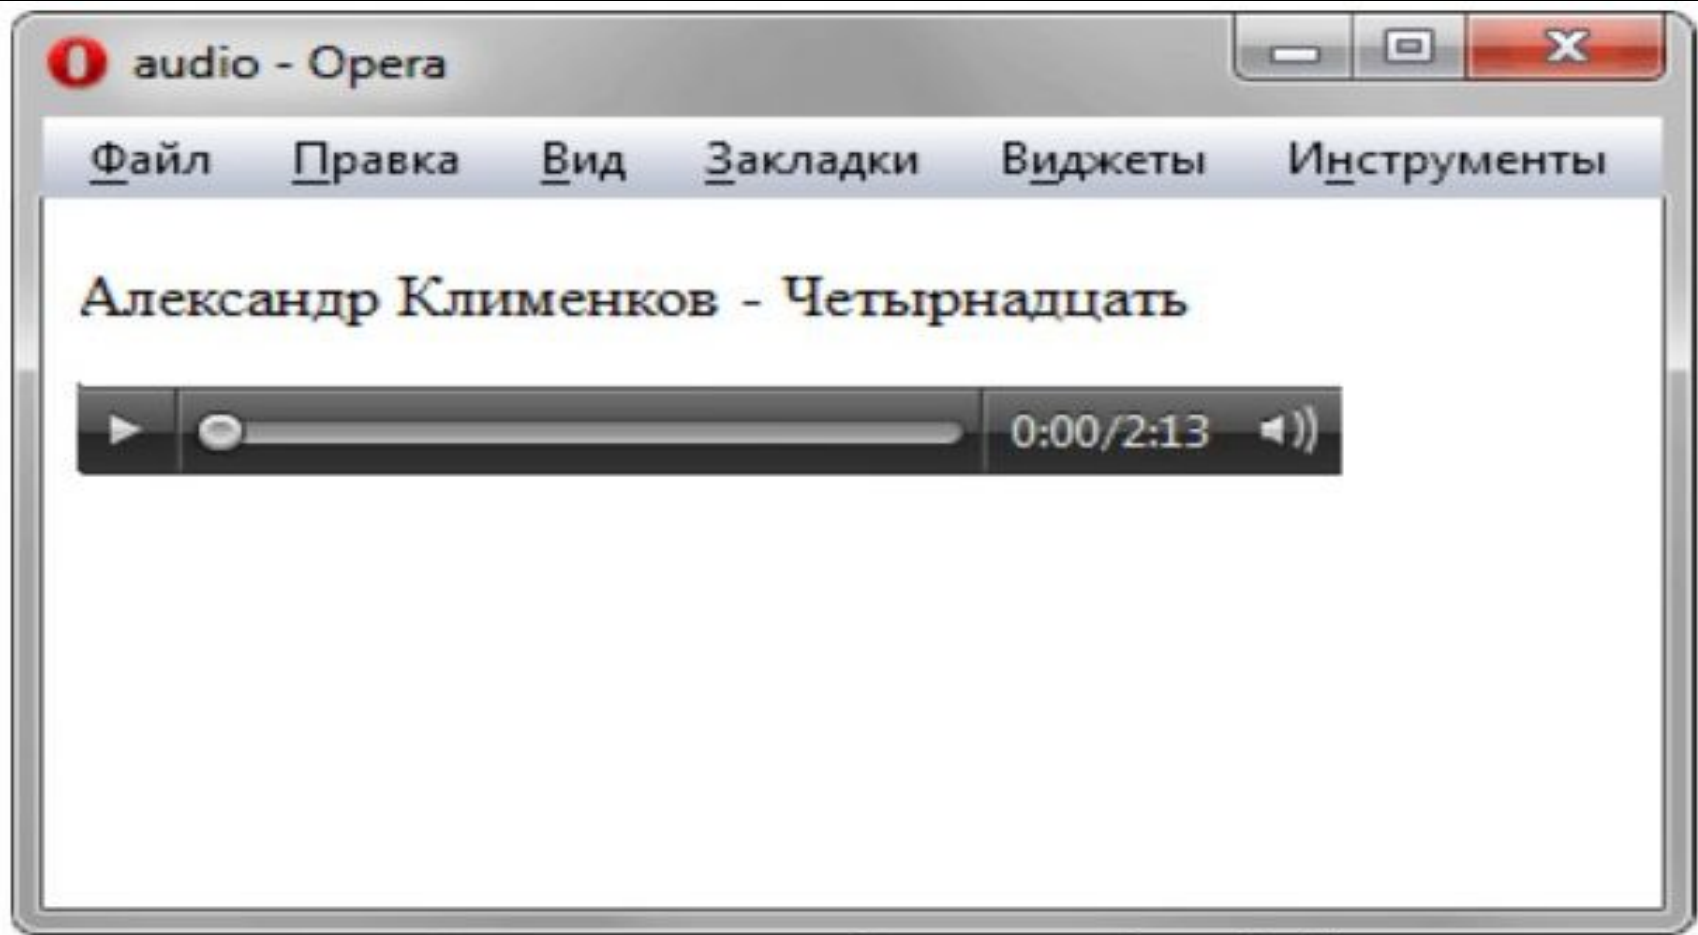 audio - Opera
Файл Правка Вид Закладки Виджеты Инструменты
Александр Клименков - Четырнадцать
0:00/2:13